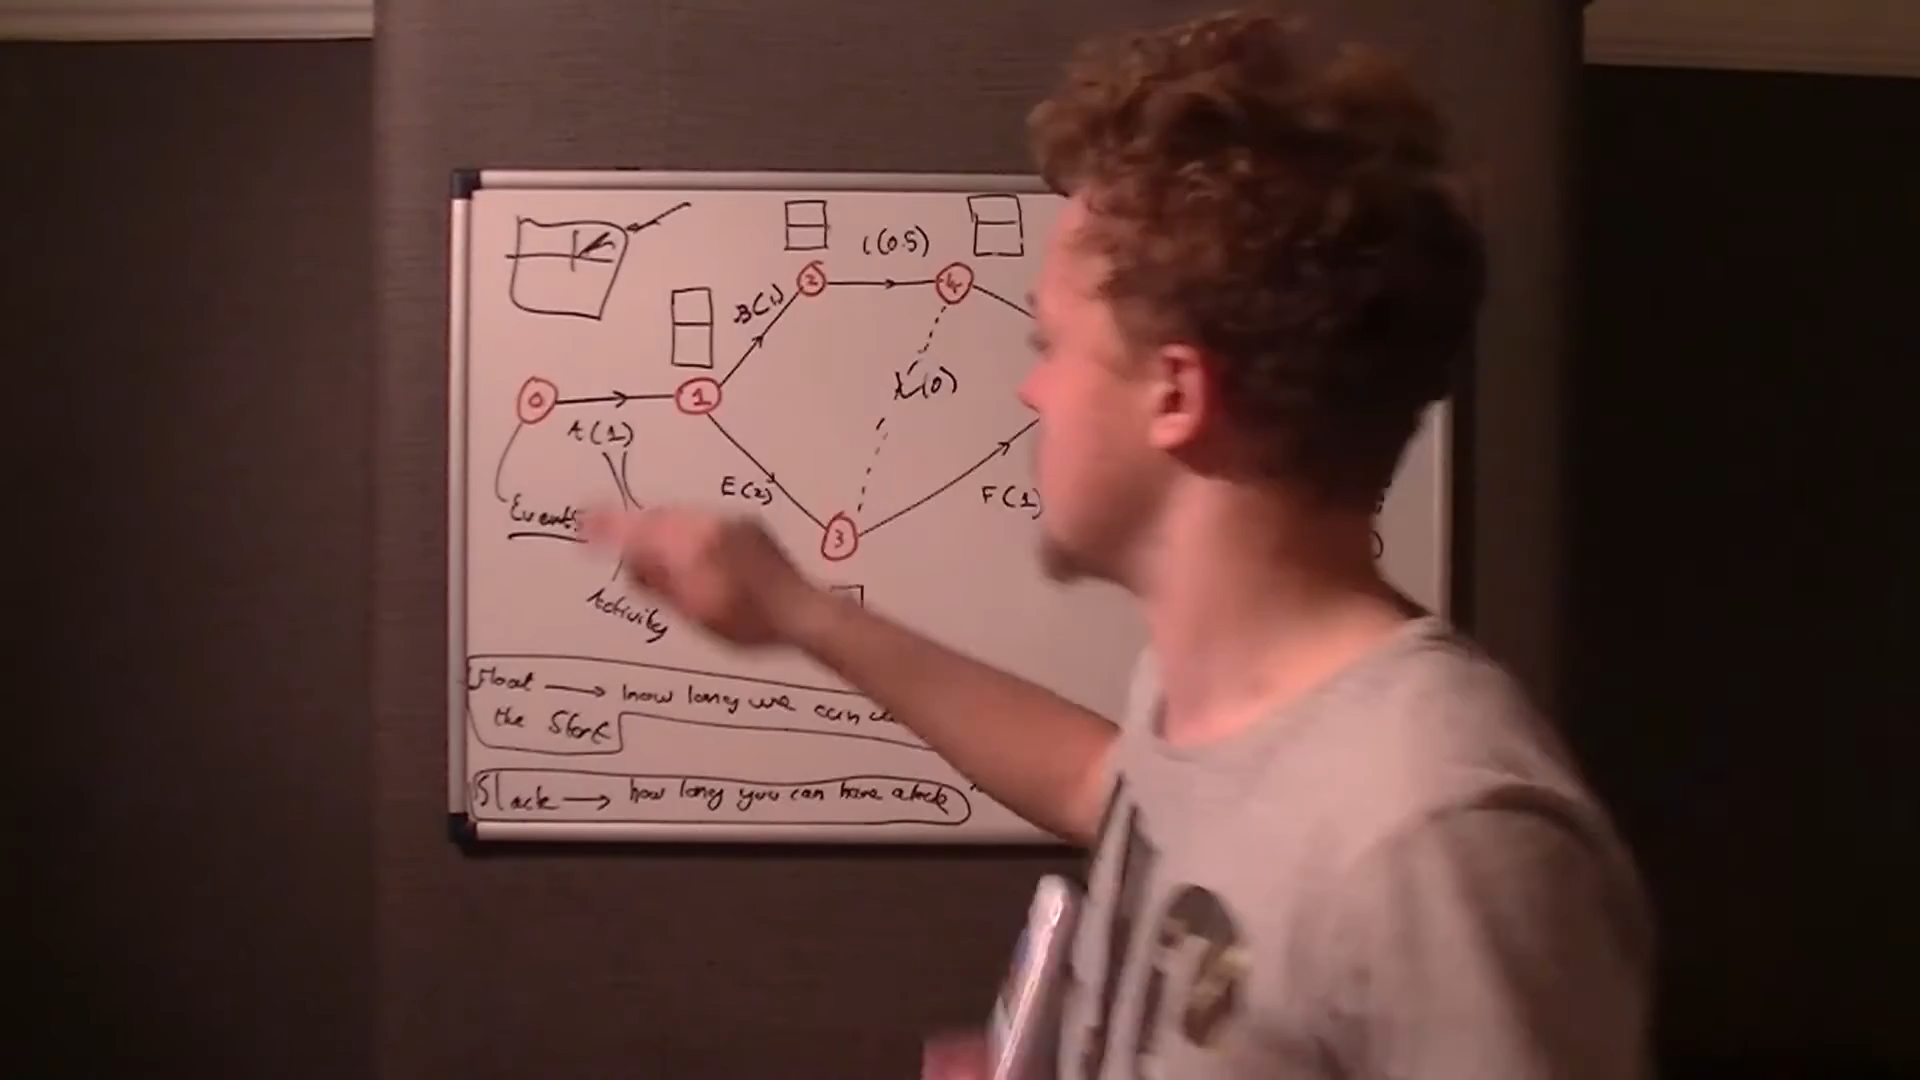 C(0.5)
2
4
B(1)
(0)
0
1
A(1)
E(2)
F(1)
Events
3
Activity
Float → how long we can
the Start
Slack → how long you can have a